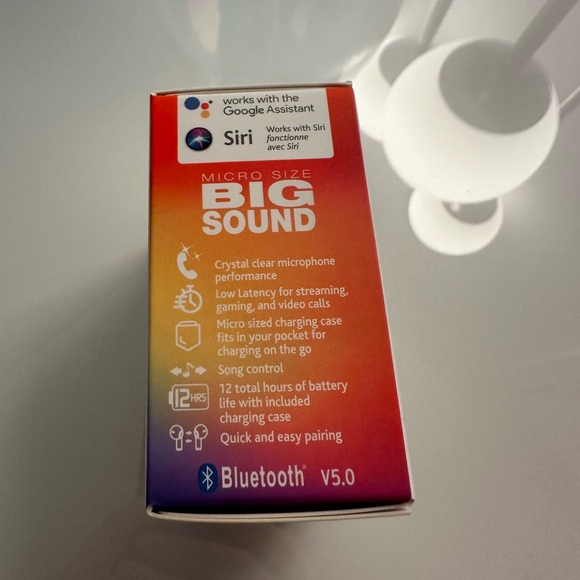 works with the
Google Assistant
Siri
Works with Siri
fonctionne
avec Siri
MICRO SIZE
BIG
SOUND
Crystal clear microphone
performance
Low Latency for streaming,
gaming, and video calls
Micro sized charging case
fits in your pocket for
charging on the go
Song control
12HRS
12 total hours of battery
life with included
charging case
Quick and easy pairing
Bluetooth® V5.0